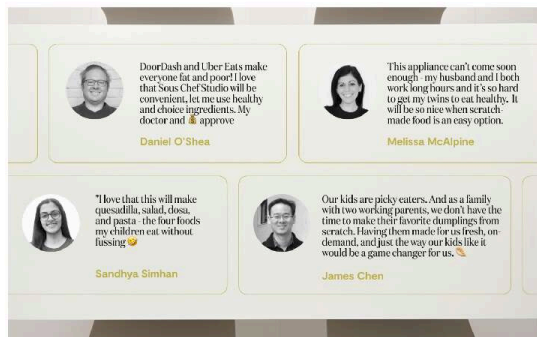 DoorDash and Uber Eats make
everyone fat and poor! I love
that Sous Chef Studio will be
convenient, let me use healthy
and choice ingredients. My
doctor and 💰 approve
Daniel O'Shea
This appliance can't come soon
enough - my husband and I both
work long hours and it's so hard
to get my twins to eat healthy. It
will be so nice when scratch-
made food is an easy option.
Melissa McAlpine
"I love that this will make
quesadilla, salad, dosa,
and pasta - the four foods
my children eat without
fussing 🤣
Sandhya Simhan
Our kids are picky eaters. And as a family
with two working parents, we don't have the
time to make their favorite dumplings from
scratch. Having them made for us fresh, on-
demand, and just the way our kids like it
would be a game changer for us. 🥟
James Chen